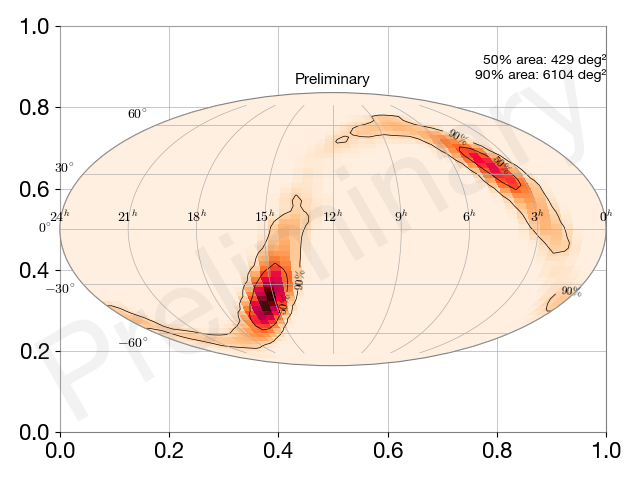 1.0
50% area: 429 deg²
90% area: 6104 deg²
Preliminary
0.8
60°
90%
50%
30°
0.6
24h 21h 18h 15h 12h 9h 6h 3h 0h
0°
0.4
90%
90%
−30°
50%
−60°
0.2
0.0
0.0 0.2 0.4 0.6 0.8 1.0
Preliminary